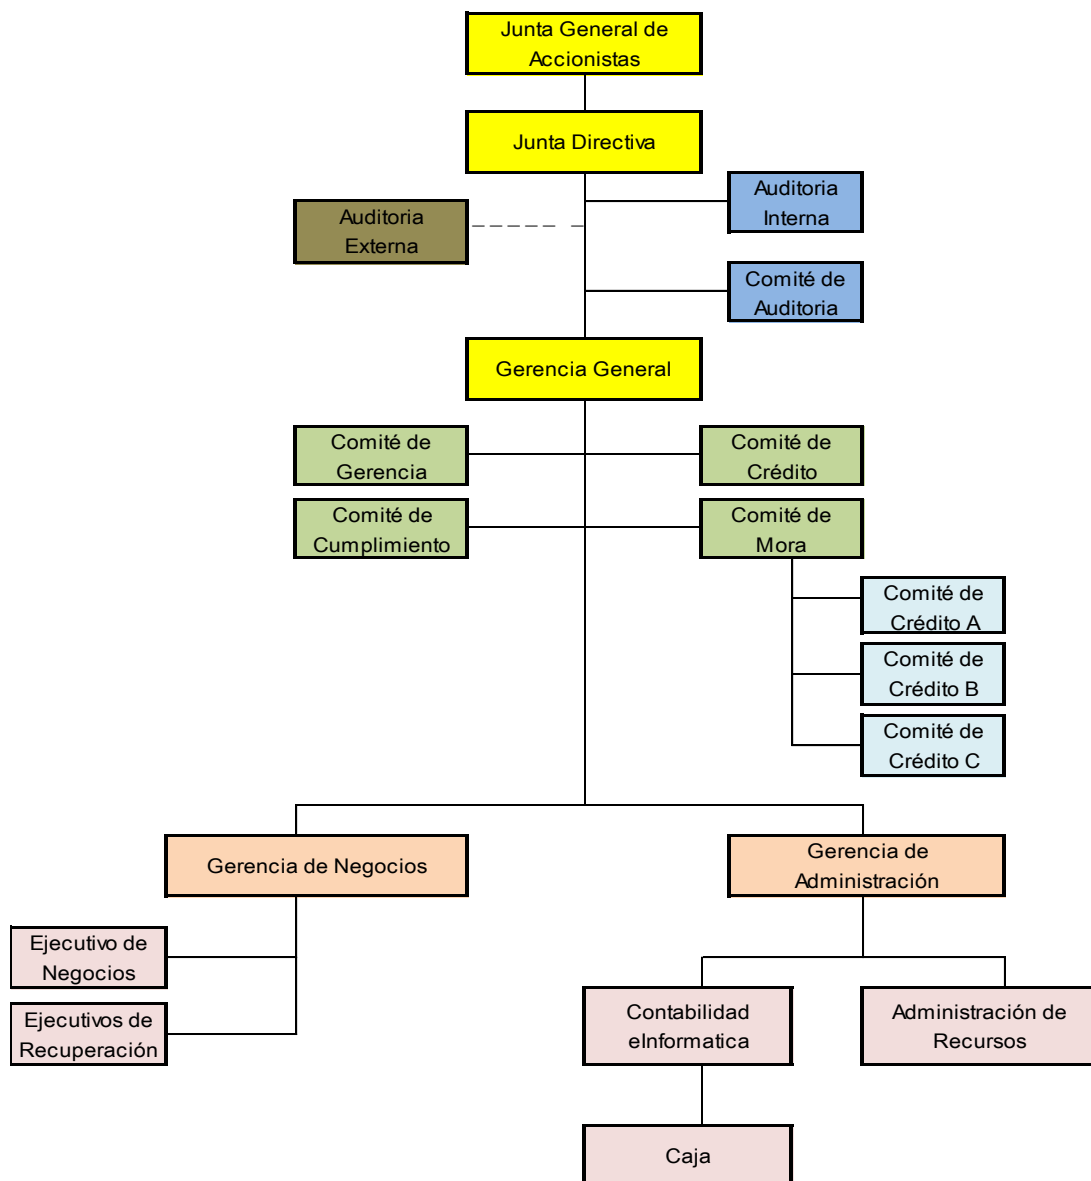 Junta General de
Accionistas
Junta Directiva
Auditoria
Interna
Auditoria
Externa
Comité de
Auditoria
Gerencia General
Comité de
Gerencia
Comité de
Crédito
Comité de
Cumplimiento
Comité de
Mora
Comité de
Crédito A
Comité de
Crédito B
Comité de
Crédito C
Gerencia de Negocios
Gerencia de
Administración
Ejecutivo de
Negocios
Ejecutivos de
Recuperación
Contabilidad
eInformatica
Administración de
Recursos
Caja